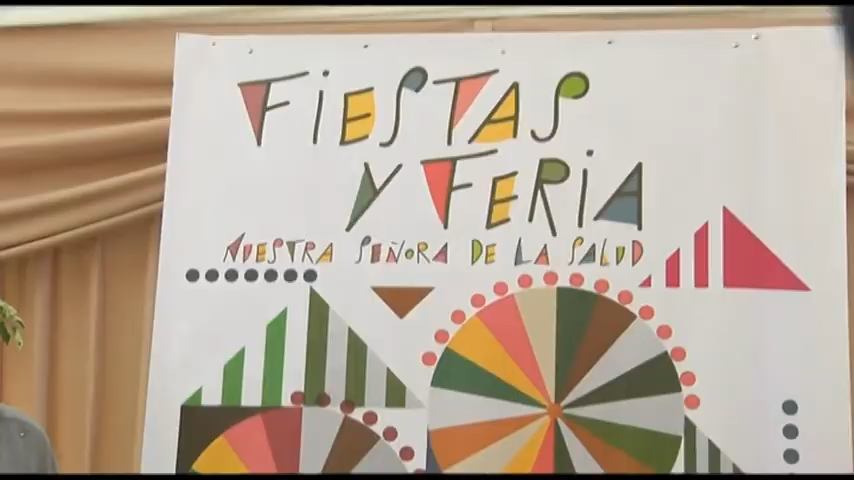 FIESTAS
Y FERIA
NUESTRA SEÑORA DE LA SALUD